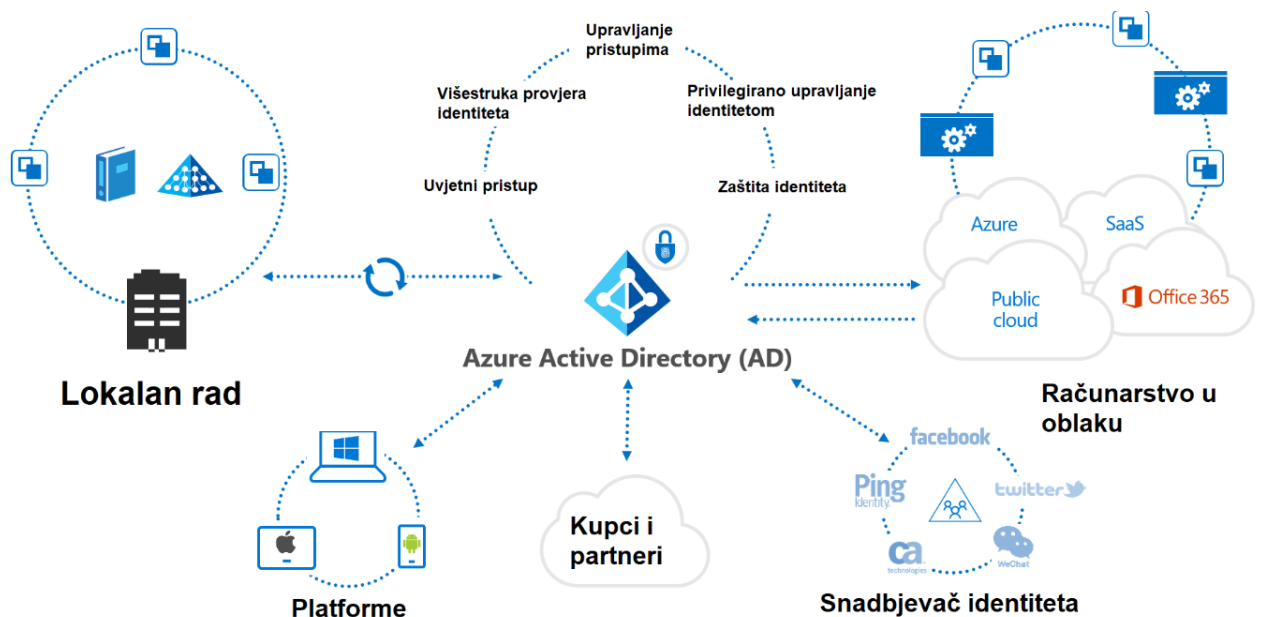 Upravljanje
pristupima
Višestruka provjera
identiteta
Privilegirano upravljanje
identitetom
Uvjetni pristup
Zaštita identiteta
Azure
SaaS
Public
cloud
Office 365
Azure Active Directory (AD)
Lokalan rad
Računarstvo u
oblaku
Platforme
Kupci i
partneri
facebook
Ping
Identity
twitter
ca
technologies
WeChat
Snadbjevač identiteta